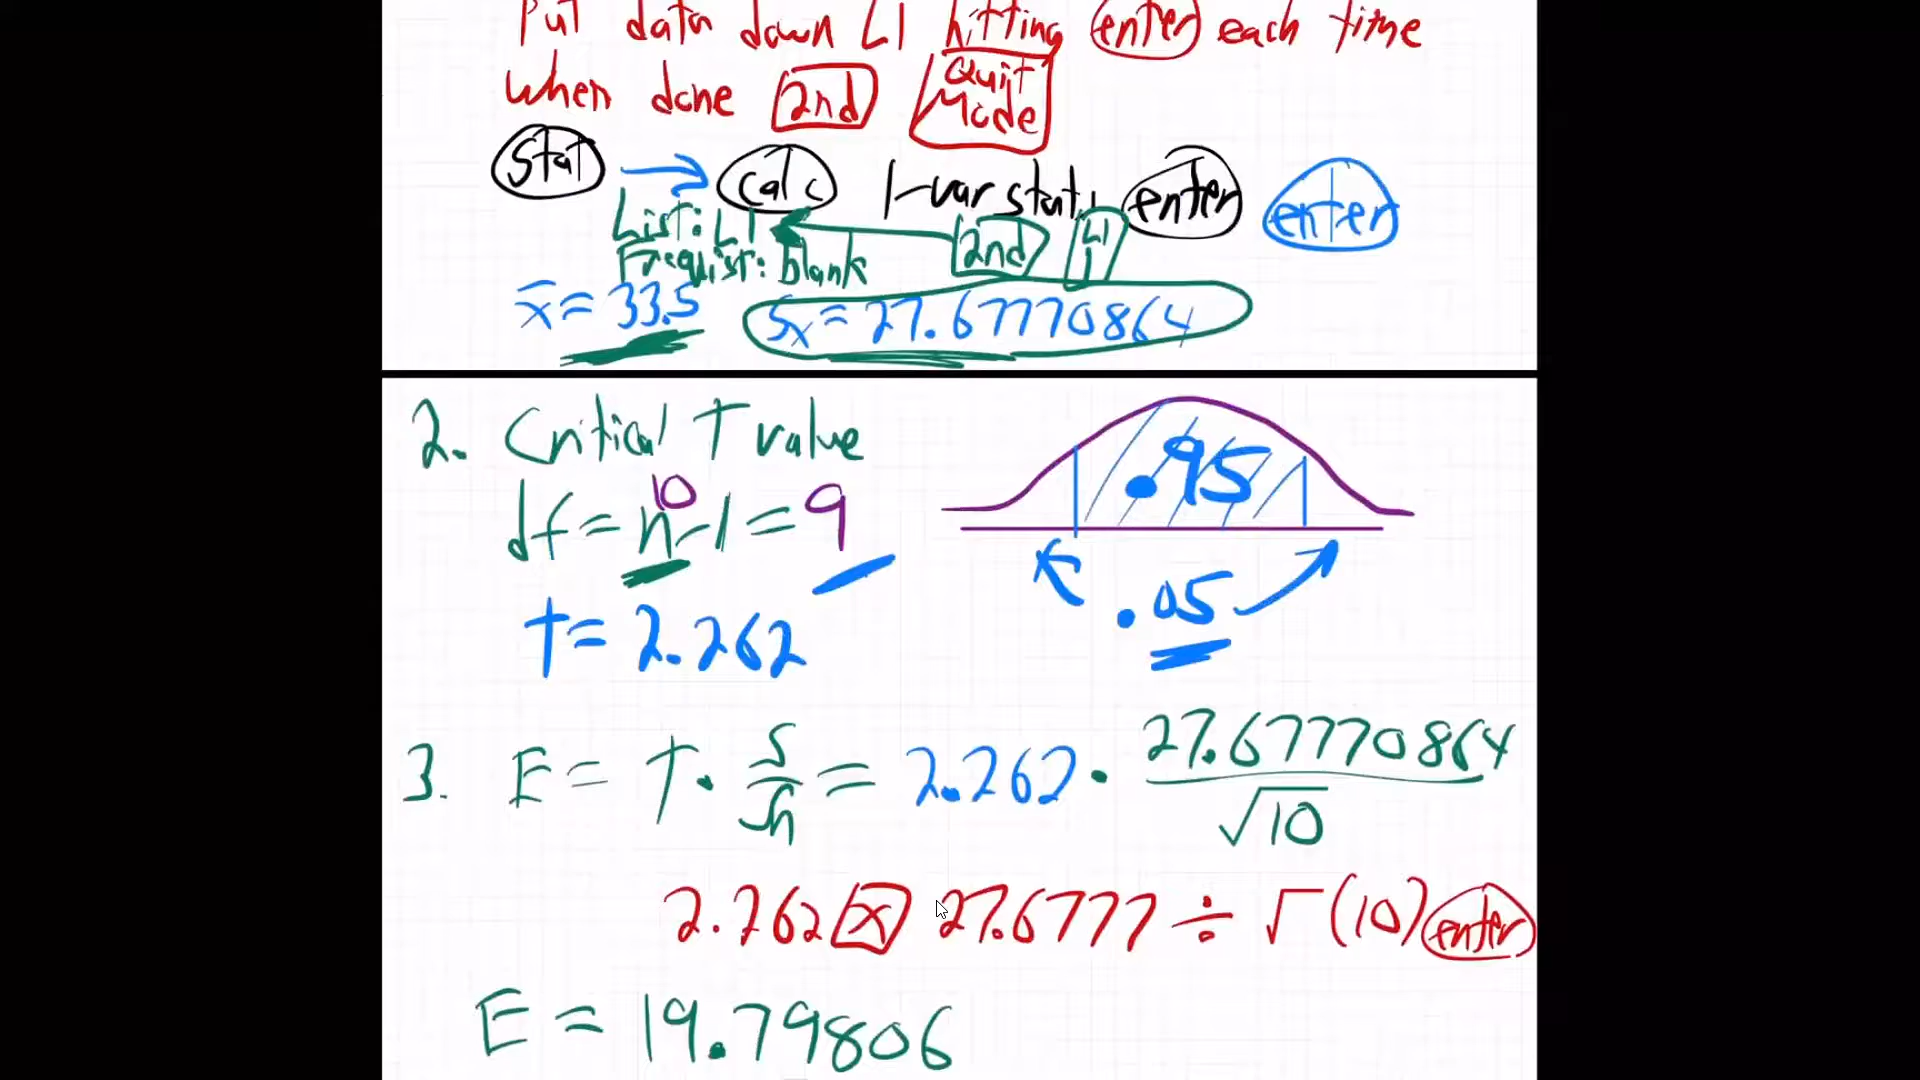 Put data down L1 hitting enter each time
when done 2nd Quit Mode
Stat → calc 1-var stats enter enter
List: L1 2nd L1 1
Freqlist: blank
x̄ = 33.5 Sx = 27.67770864
2. Critical T value
df = n-1 = 9
10
.95
.05
t = 2.262
3. E = t · s/√n = 2.262 · 27.67770864/√10
2.262 x 27.6777 ÷ √(10) enter
E = 19.79806